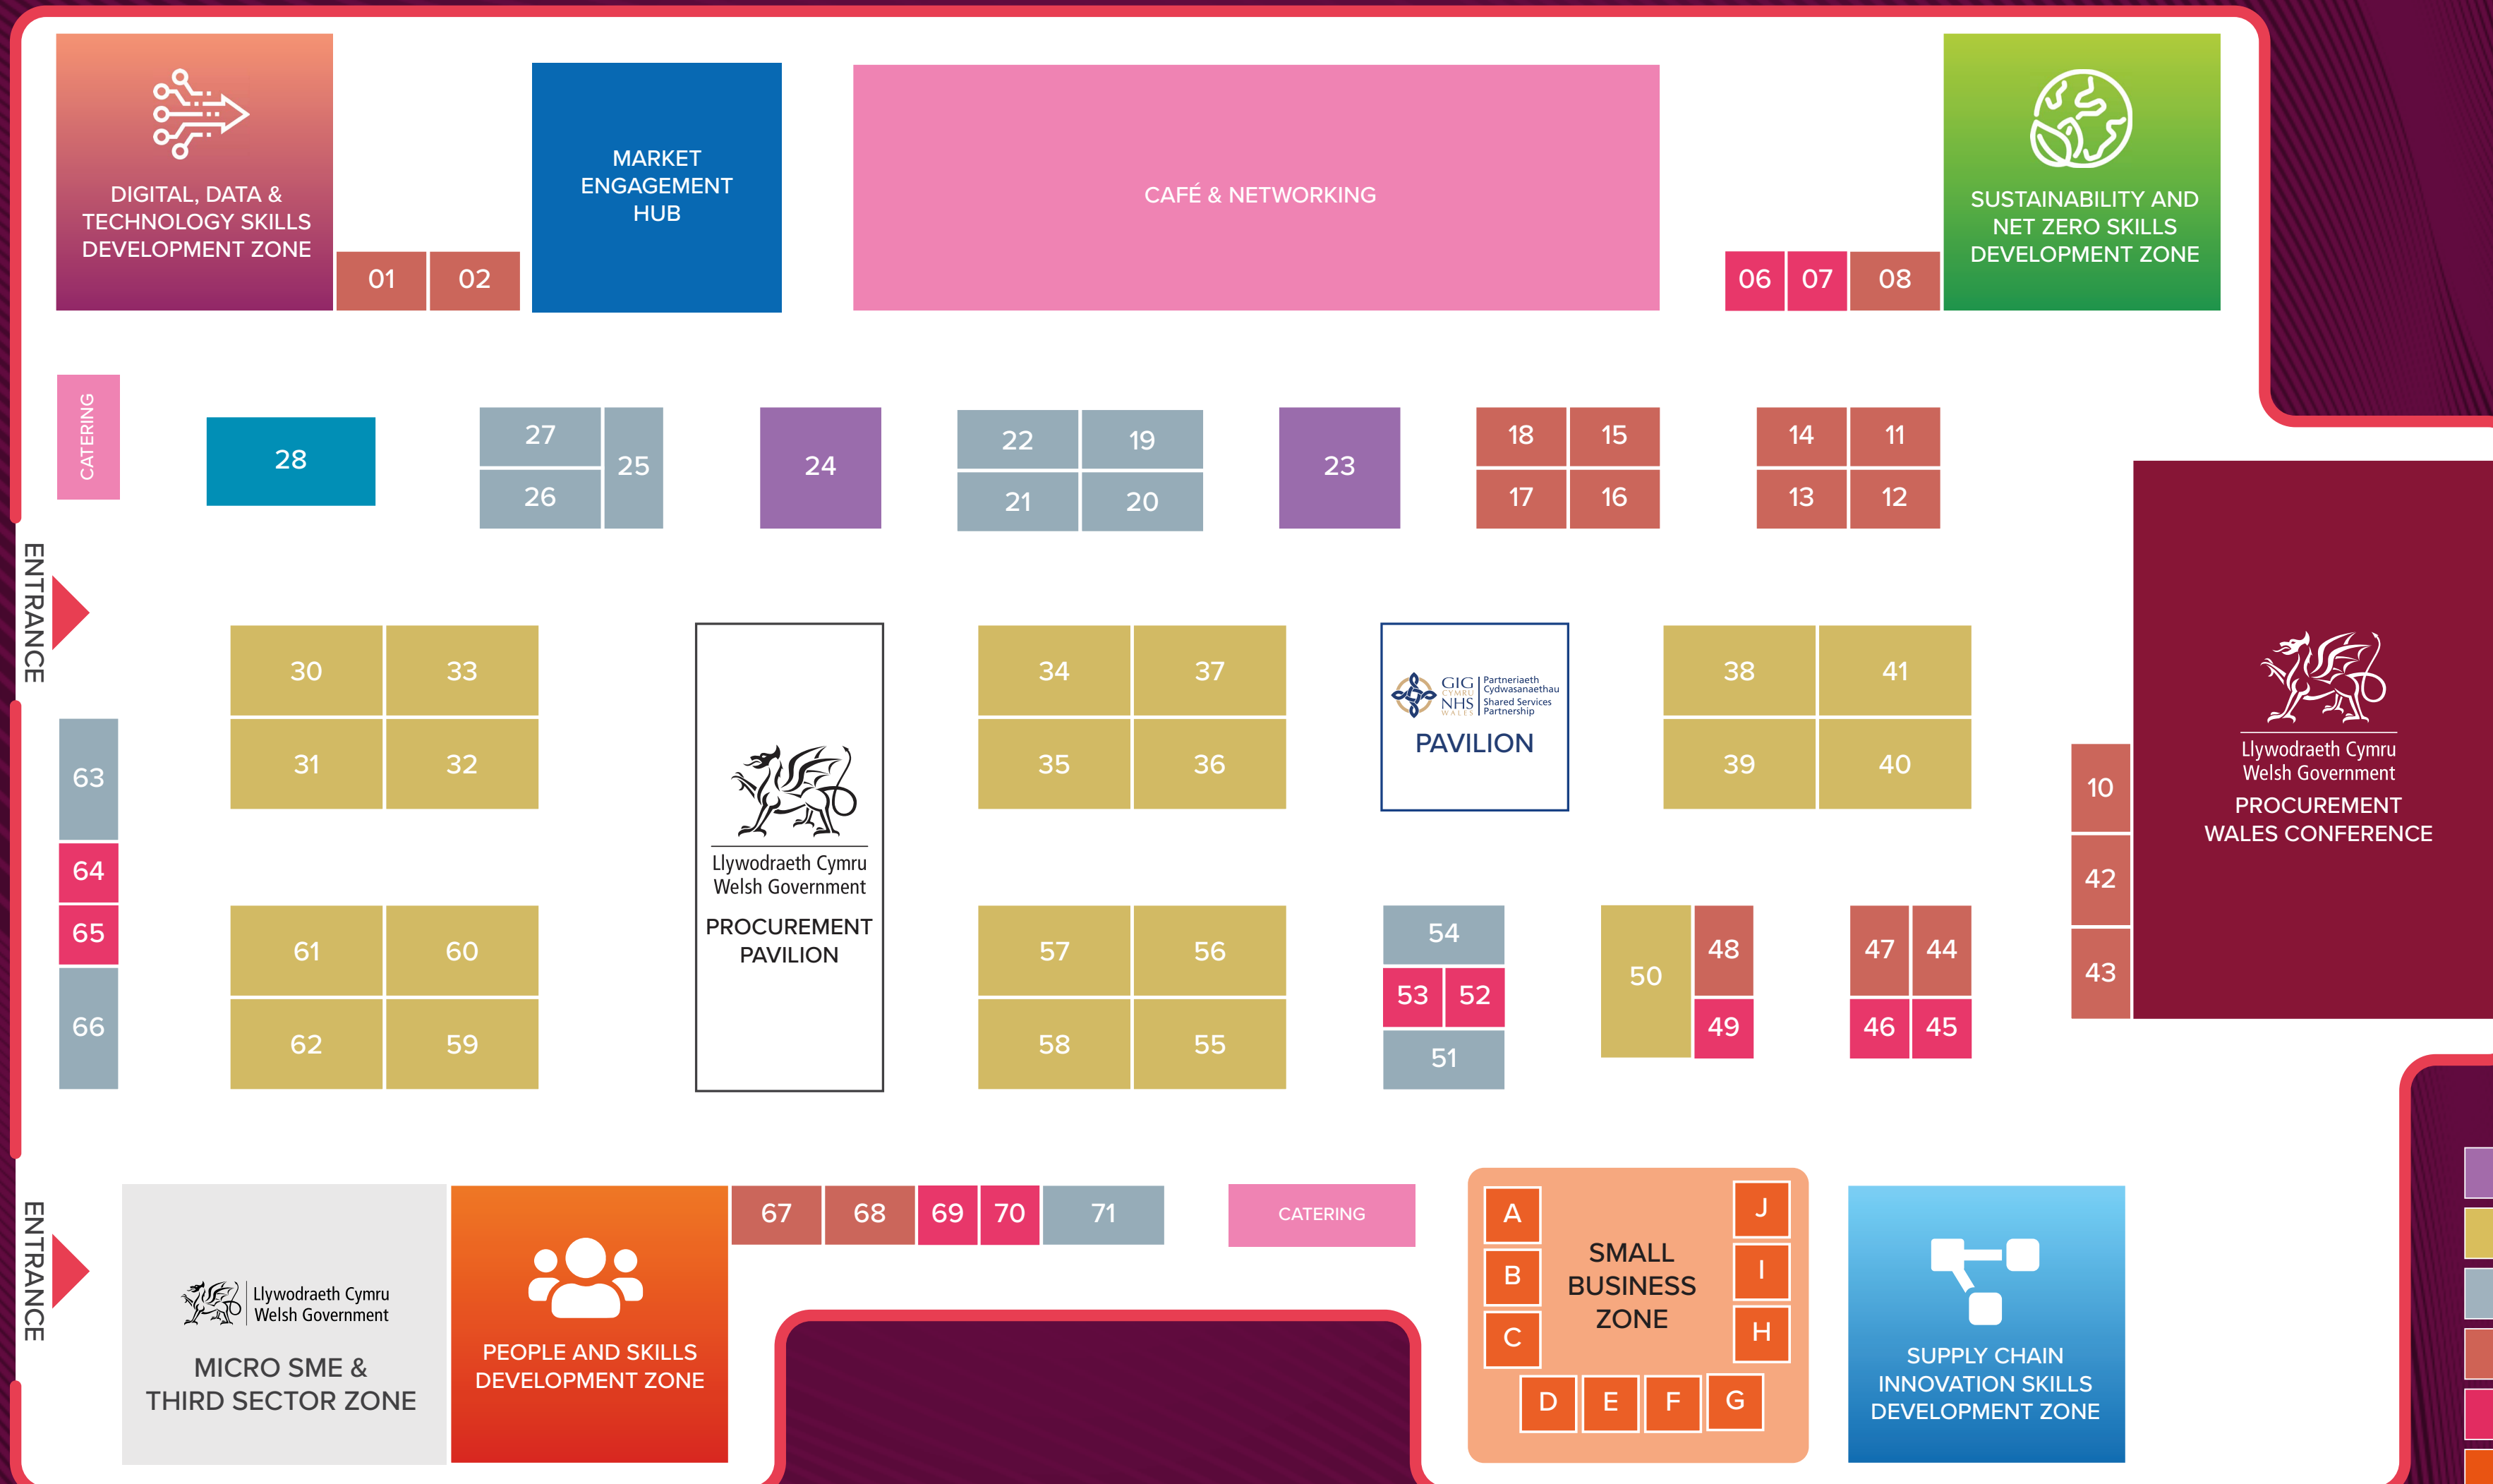 DIGITAL, DATA &
TECHNOLOGY SKILLS
DEVELOPMENT ZONE
01
02
MARKET
ENGAGEMENT
HUB
CAFÉ & NETWORKING
06
07
08
SUSTAINABILITY AND
NET ZERO SKILLS
DEVELOPMENT ZONE
CATERING
28
27
26
25
24
22
19
21
20
23
18
15
17
16
14
11
13
12
ENTRANCE
30
33
31
32
34
37
35
36
GIG
CYMRU
NHS
WALES
Partneriaeth
Cydwasanaethau
Shared Services
Partnership
PAVILION
38
41
39
40
Llywodraeth Cymru
Welsh Government
PROCUREMENT
WALES CONFERENCE
10
42
43
63
64
65
66
Llywodraeth Cymru
Welsh Government
PROCUREMENT
PAVILION
61
60
62
59
57
56
58
55
54
53
52
51
50
48
49
47
44
46
45
ENTRANCE
Llywodraeth Cymru
Welsh Government
MICRO SME &
THIRD SECTOR ZONE
PEOPLE AND SKILLS
DEVELOPMENT ZONE
67
68
69
70
71
CATERING
A
B
C
D
E
F
G
H
I
J
SMALL
BUSINESS
ZONE
SUPPLY CHAIN
INNOVATION SKILLS
DEVELOPMENT ZONE